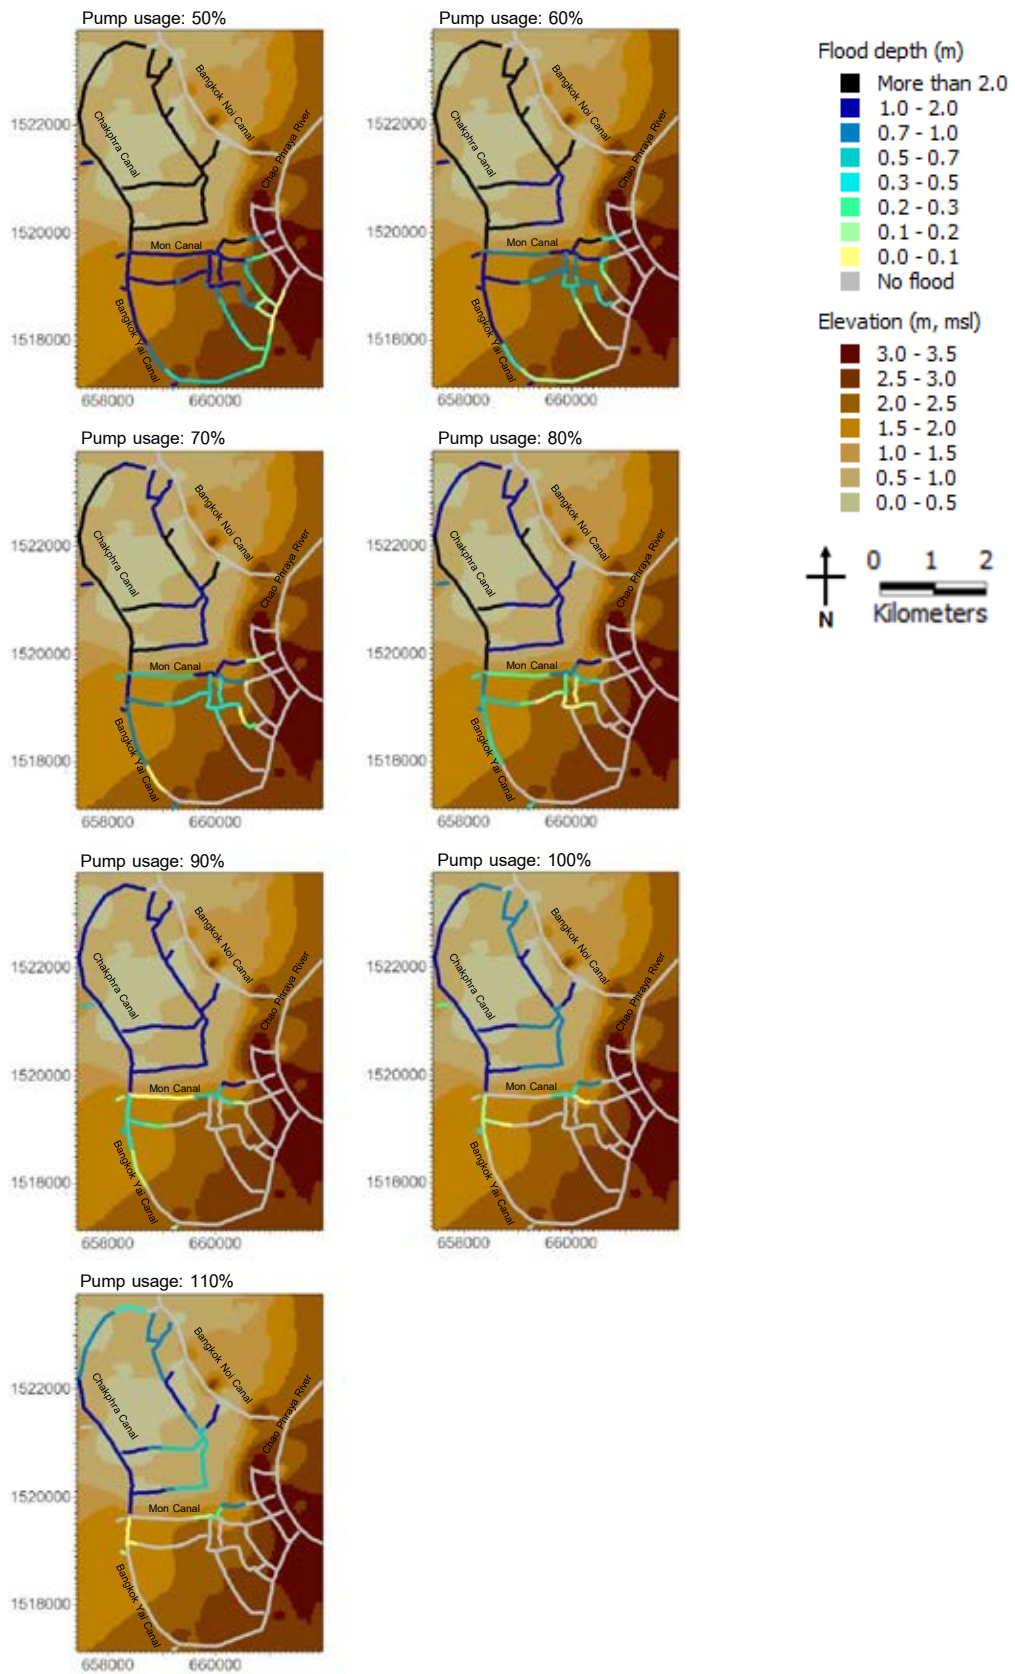 Pump usage: 50%
Pump usage: 60%
Bangkok Noi Canal
Chakphra Canal
Chao Phraya River
Mon Canal
Bangkok Yai Canal
1522000
1520000
1518000
658000
660000
Bangkok Noi Canal
Chakphra Canal
Chao Phraya River
Mon Canal
Bangkok Yai Canal
1522000
1520000
1518000
658000
660000
Flood depth (m)
More than 2.0
1.0 - 2.0
0.7 - 1.0
0.5 - 0.7
0.3 - 0.5
0.2 - 0.3
0.1 - 0.2
0.0 - 0.1
No flood
Elevation (m, msl)
3.0 - 3.5
2.5 - 3.0
2.0 - 2.5
1.5 - 2.0
1.0 - 1.5
0.5 - 1.0
0.0 - 0.5
0 1 2
Kilometers
N
Pump usage: 70%
Pump usage: 80%
Bangkok Noi Canal
Chakphra Canal
Chao Phraya River
Mon Canal
Bangkok Yai Canal
1522000
1520000
1518000
658000
660000
Bangkok Noi Canal
Chakphra Canal
Chao Phraya River
Mon Canal
Bangkok Yai Canal
1522000
1520000
1518000
658000
660000
Pump usage: 90%
Pump usage: 100%
Bangkok Noi Canal
Chakphra Canal
Chao Phraya River
Mon Canal
Bangkok Yai Canal
1522000
1520000
1518000
658000
660000
Bangkok Noi Canal
Chakphra Canal
Chao Phraya River
Mon Canal
Bangkok Yai Canal
1522000
1520000
1518000
658000
660000
Pump usage: 110%
Bangkok Noi Canal
Chakphra Canal
Chao Phraya River
Mon Canal
Bangkok Yai Canal
1522000
1520000
1518000
658000
660000